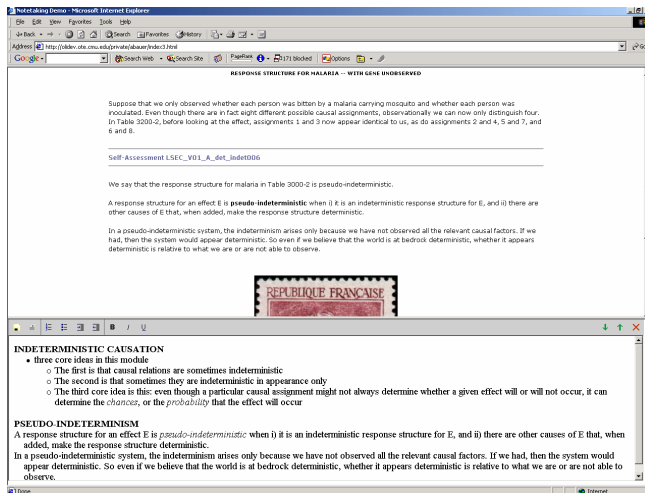 Notetaking Demo - Microsoft Internet Explorer
File Edit View Favorites Tools Help
Back Search Favorites History
Address http://olidev.ote.cmu.edu/private/abauer/index3.html Go
Google Search Web Search Site PageRank 1171 blocked Options
RESPONSE STRUCTURE FOR MALARIA -- WITH GENE UNOBSERVED
Suppose that we only observed whether each person was bitten by a malaria carrying mosquito and whether each person was
inoculated. Even though there are in fact eight different possible causal assignments, observationally we can now only distinguish four.
In Table 3200-2, before looking at the effect, assignments 1 and 3 now appear identical to us, as do assignments 2 and 4, 5 and 7, and
6 and 8.
Self-Assessment LSEC_V01_A_det_indet006
We say that the response structure for malaria in Table 3000-2 is pseudo-indeterministic.
A response structure for an effect E is pseudo-indeterministic when i) it is an indeterministic response structure for E, and ii) there are
other causes of E that, when added, make the response structure deterministic.
In a pseudo-indeterministic system, the indeterminism arises only because we have not observed all the relevant causal factors. If we
had, then the system would appear deterministic. So even if we believe that the world is at bedrock deterministic, whether it appears
deterministic is relative to what we are or are not able to observe.
REPUBLIQUE FRANCAISE
B I U
INDETERMINISTIC CAUSATION
• three core ideas in this module
○ The first is that causal relations are sometimes indeterministic
○ The second is that sometimes they are indeterministic in appearance only
○ The third core idea is this: even though a particular causal assignment might not always determine whether a given effect will or will not occur, it can
determine the chances, or the probability that the effect will occur
PSEUDO-INDETERMINISM
A response structure for an effect E is pseudo-indeterministic when i) it is an indeterministic response structure for E, and ii) there are other causes of E that, when
added, make the response structure deterministic.
In a pseudo-indeterministic system, the indeterminism arises only because we have not observed all the relevant causal factors. If we had, then the system would
appear deterministic. So even if we believe that the world is at bedrock deterministic, whether it appears deterministic is relative to what we are or are not able to
observe.
Done Internet